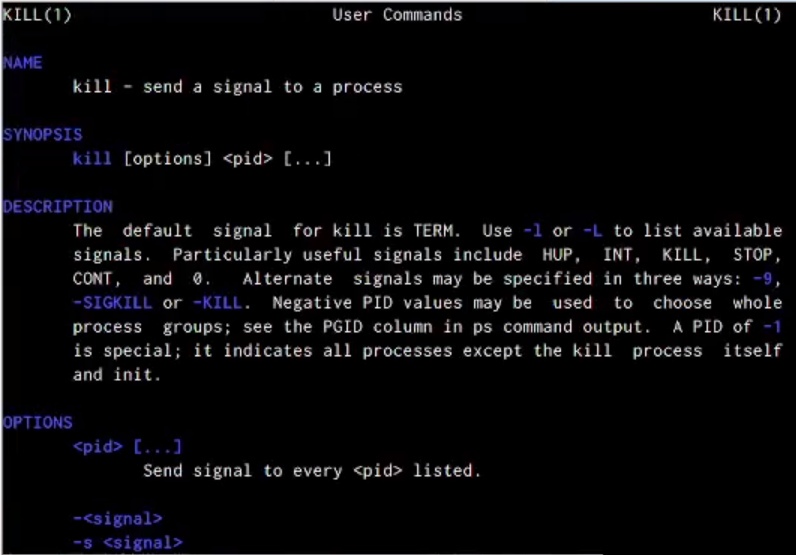 KILL(1) User Commands KILL(1)
NAME
kill - send a signal to a process
SYNOPSIS
kill [options] <pid> [...]
DESCRIPTION
The default signal for kill is TERM. Use -l or -L to list available
signals. Particularly useful signals include HUP, INT, KILL, STOP,
CONT, and 0. Alternate signals may be specified in three ways: -9,
-SIGKILL or -KILL. Negative PID values may be used to choose whole
process groups; see the PGID column in ps command output. A PID of -1
is special; it indicates all processes except the kill process itself
and init.
OPTIONS
<pid> [...]
Send signal to every <pid> listed.
-<signal>
-s <signal>